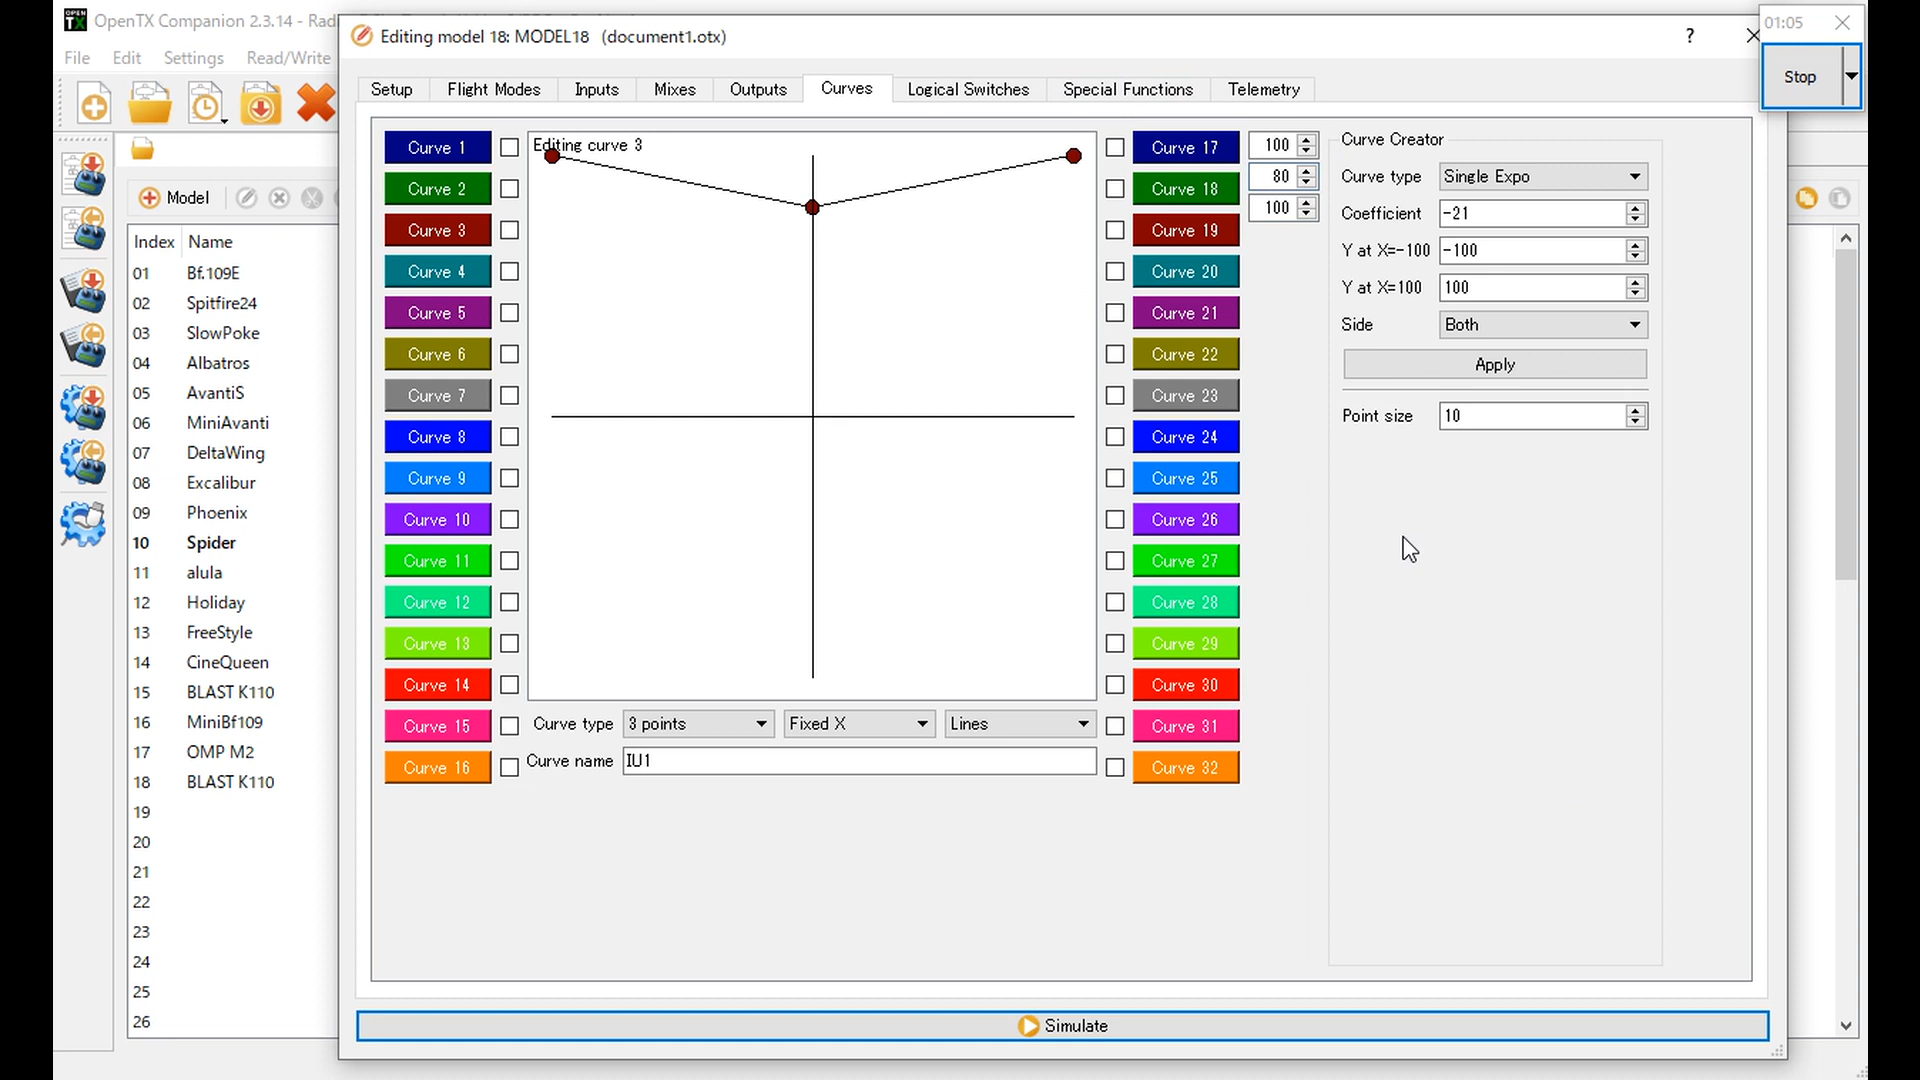 OpenTX Companion 2.3.14 - Radi
File Edit Settings Read/Write
Model
Index Name
01 Bf.109E
02 Spitfire24
03 SlowPoke
04 Albatros
05 AvantiS
06 MiniAvanti
07 DeltaWing
08 Excalibur
09 Phoenix
10 Spider
11 alula
12 Holiday
13 FreeStyle
14 CineQueen
15 BLAST K110
16 MiniBf109
17 OMP M2
18 BLAST K110
19
20
21
22
23
24
25
26
Editing model 18: MODEL18 (document1.otx)
?
Setup Flight Modes Inputs Mixes Outputs Curves Logical Switches Special Functions Telemetry
Curve 1
Curve 2
Curve 3
Curve 4
Curve 5
Curve 6
Curve 7
Curve 8
Curve 9
Curve 10
Curve 11
Curve 12
Curve 13
Curve 14
Curve 15
Curve 16
Editing curve 3
Curve type 3 points Fixed X Lines
Curve name IU1
Curve 17
Curve 18
Curve 19
Curve 20
Curve 21
Curve 22
Curve 23
Curve 24
Curve 25
Curve 26
Curve 27
Curve 28
Curve 29
Curve 30
Curve 31
Curve 32
100
80
100
Curve Creator
Curve type Single Expo
Coefficient -21
Y at X=-100 -100
Y at X=100 100
Side Both
Apply
Point size 10
Simulate
01:05
Stop